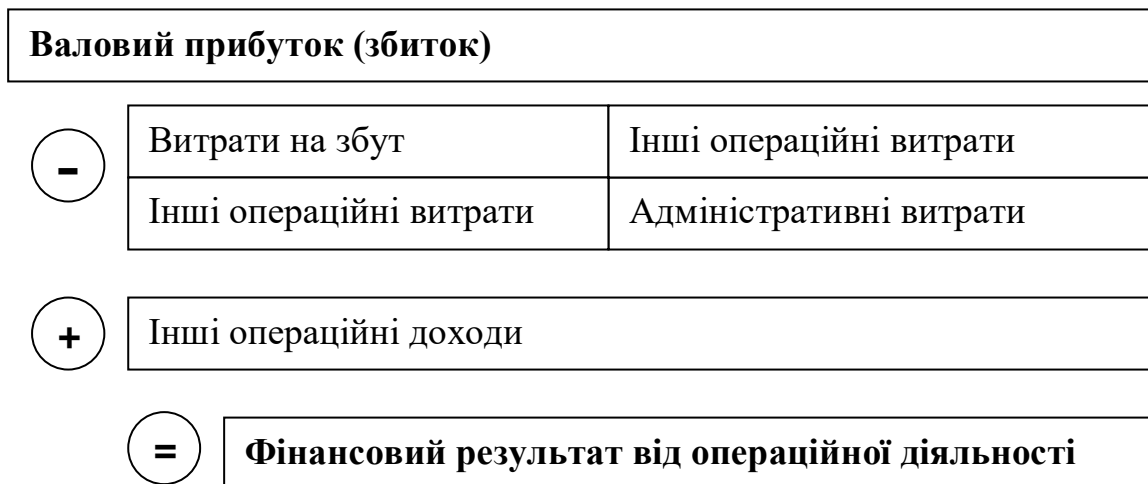 Валовий прибуток (збиток)
-
Витрати на збут
Інші операційні витрати
Інші операційні витрати
Адміністративні витрати
+
Інші операційні доходи
=
Фінансовий результат від операційної діяльності